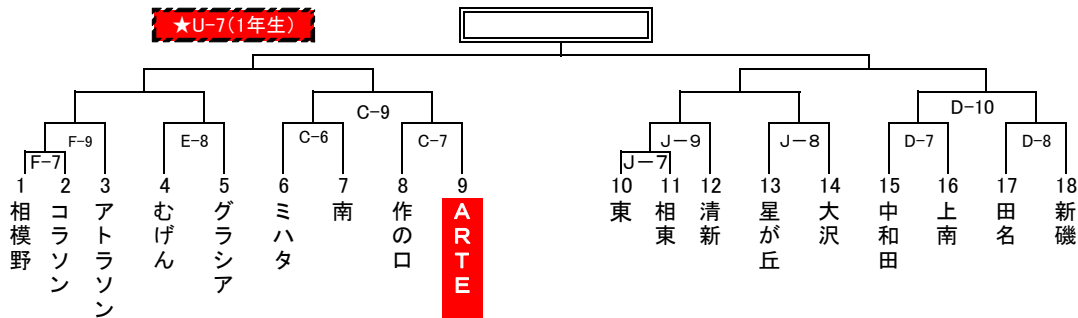 ★U-7(1年生)
C-9
D-10
F-9
E-8
C-6
C-7
J-9
J-8
D-7
D-8
F-7
J-7
1 2 3 4 5 6 7 8 9 10 11 12 13 14 15 16 17 18
相模野
コラソン
アトラソン
むげん
グラシア
ミハタ
南
作の口
ARTE
東
相東
清新
星が丘
大沢
中和田
上南
田名
新磯